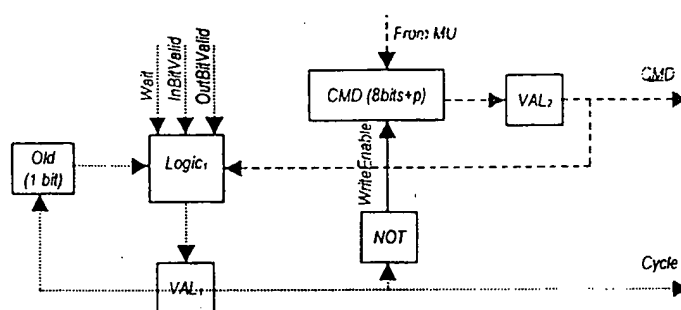 From MU
Wait
InBitValid
OutBitValid
CMD (8bits+p)
VAL₂
CMD
Old
(1 bit)
Logic₁
WriteEnable
NOT
VAL₁
Cycle